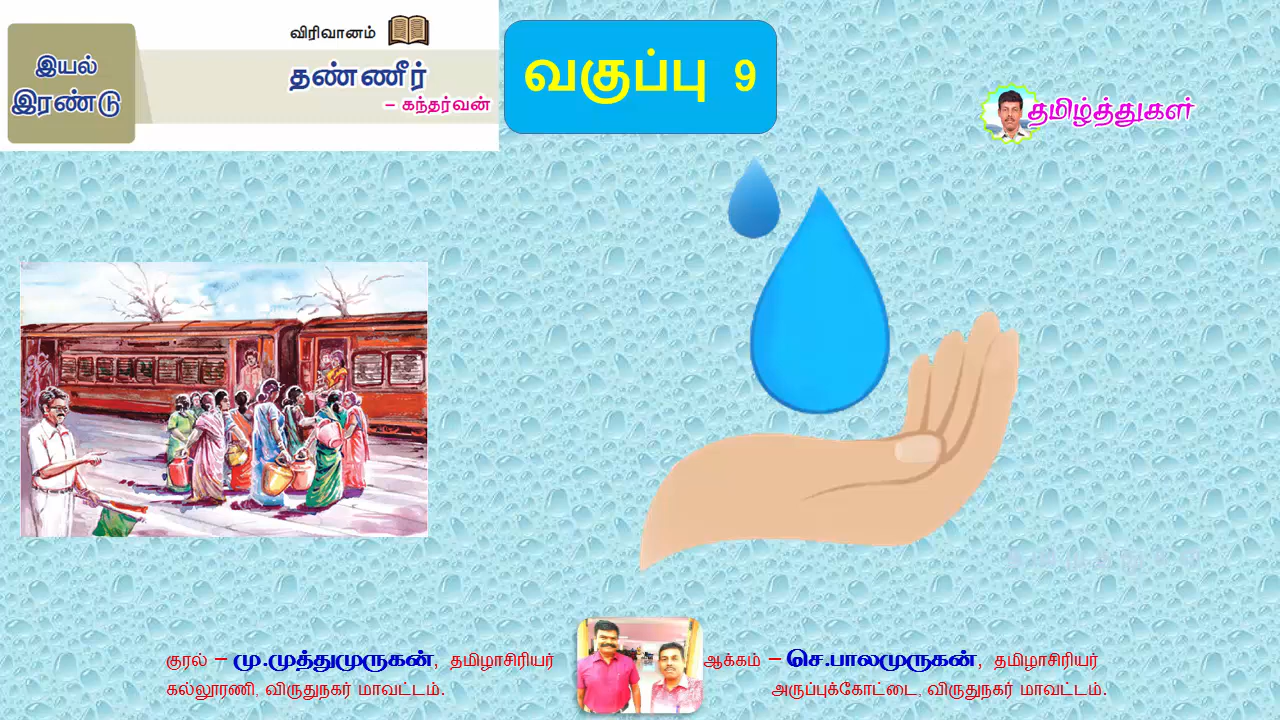 இயல்
இரண்டு
விரிவானம்
தண்ணீர்
– கந்தர்வன்
வகுப்பு 9
தமிழ்த்துகள்
குரல் – மு.முத்துமுருகன், தமிழாசிரியர்
கல்லூரணி, விருதுநகர் மாவட்டம்.
ஆக்கம் – செ.பாலமுருகன், தமிழாசிரியர்
அருப்புக்கோட்டை, விருதுநகர் மாவட்டம்.